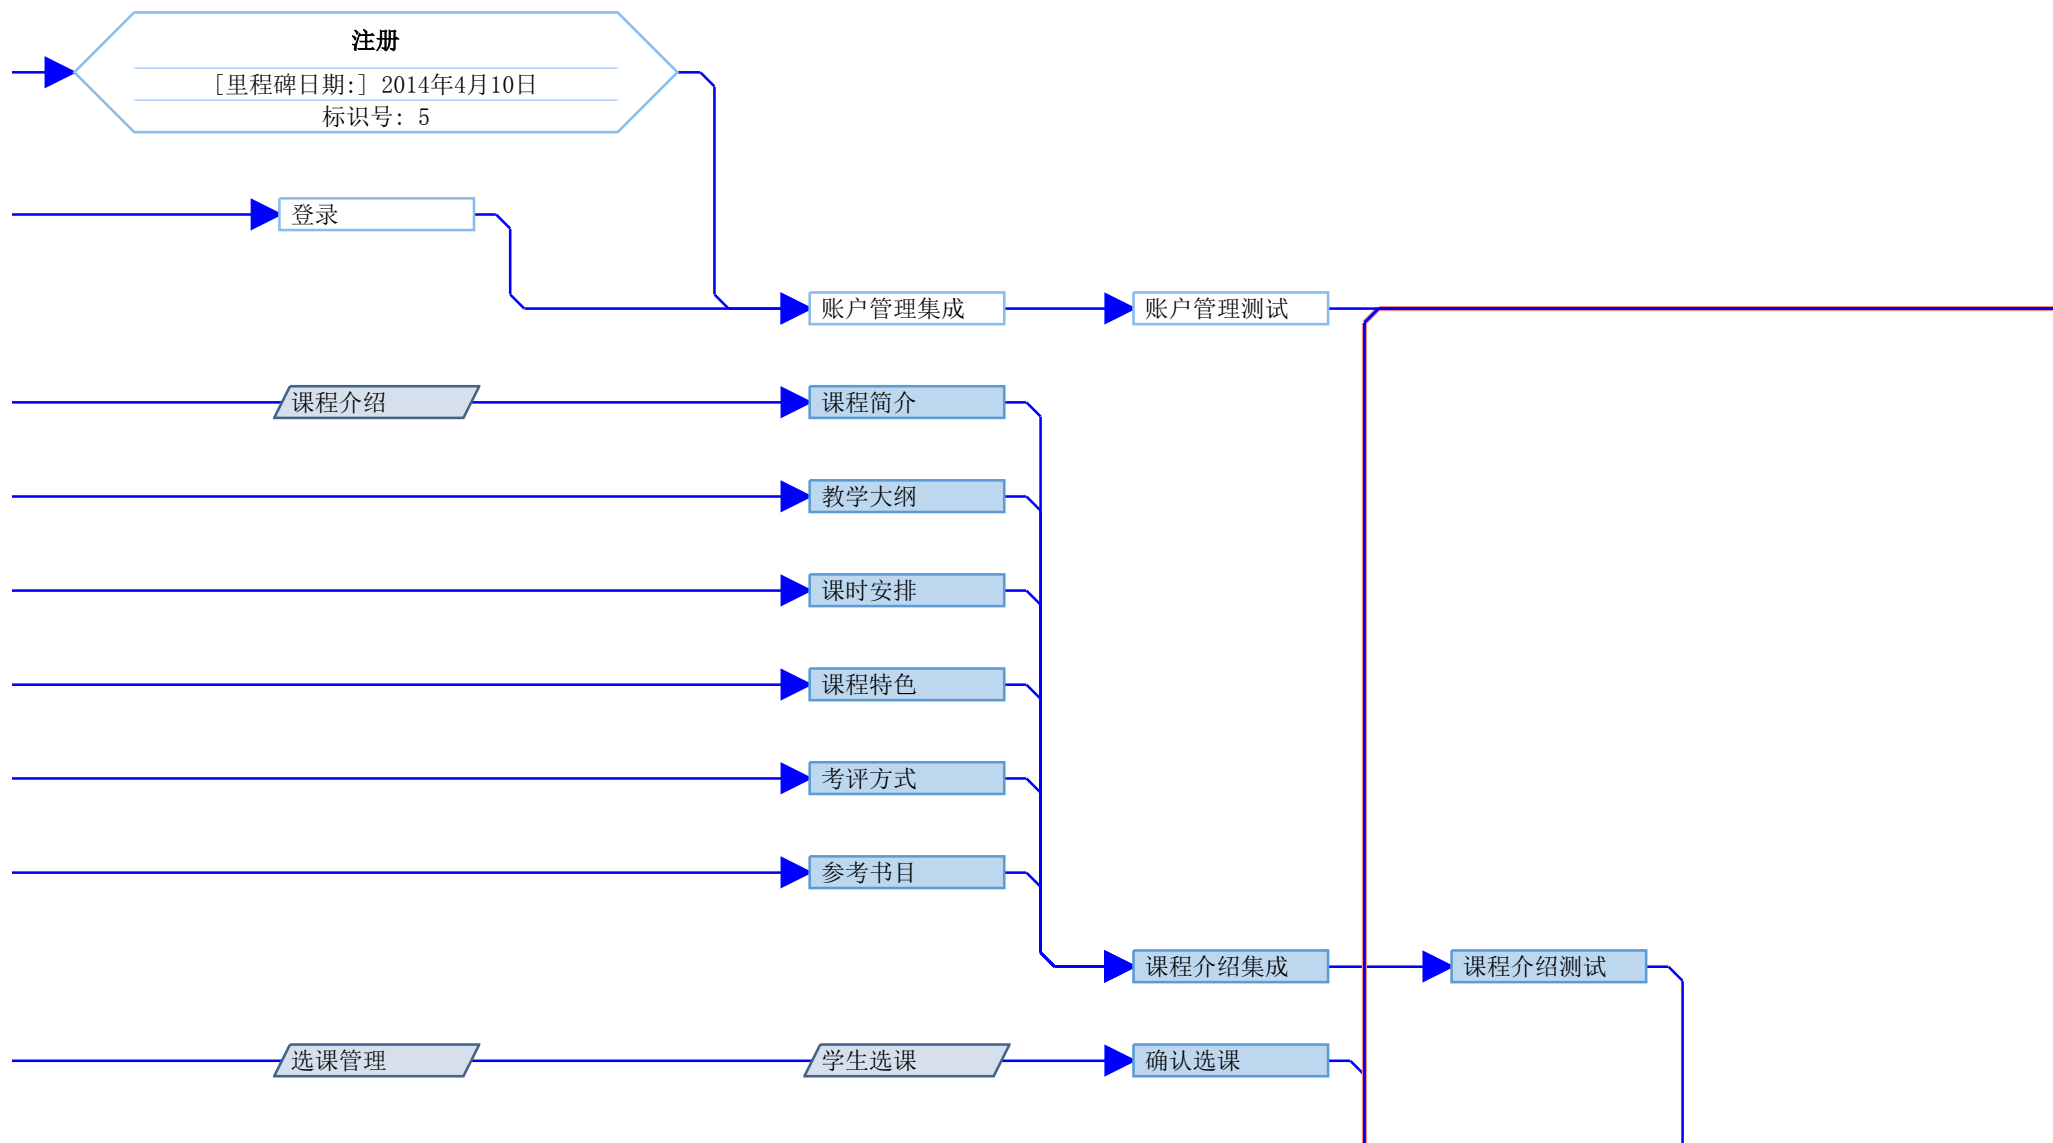 注册
[里程碑日期:] 2014年4月10日
标识号: 5
登录
账户管理集成
账户管理测试
课程介绍
课程简介
教学大纲
课时安排
课程特色
考评方式
参考书目
课程介绍集成
课程介绍测试
选课管理
学生选课
确认选课